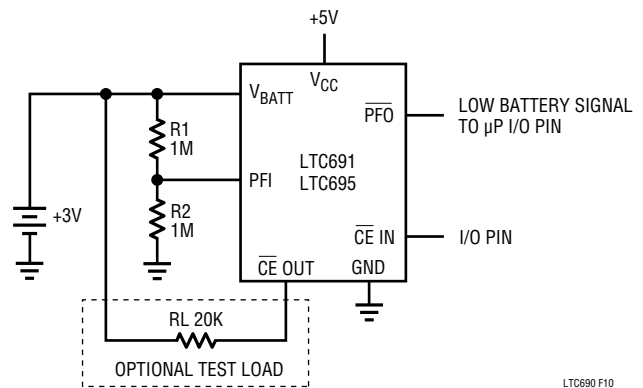 +5V
V_BATT
V_CC
PFO
LOW BATTERY SIGNAL
TO µP I/O PIN
R1
1M
LTC691
LTC695
PFI
+3V
R2
1M
CE IN
I/O PIN
CE OUT
GND
RL 20K
OPTIONAL TEST LOAD
LTC690 F10